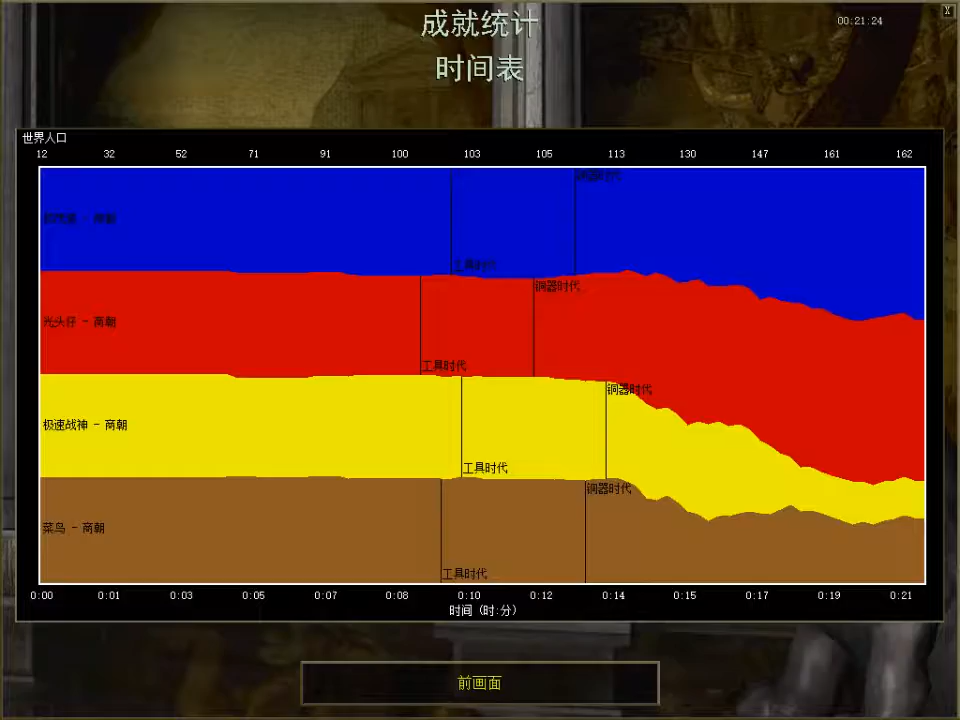 成就统计
00:21:24
X
时间表
世界人口
12 32 52 71 91 100 103 105 113 130 147 161 162
铜器时代
商朝
工具时代
铜器时代
光头仔 - 商朝
工具时代
铜器时代
极速战神 - 商朝
工具时代
铜器时代
菜鸟 - 商朝
工具时代
0:00 0:01 0:03 0:05 0:07 0:08 0:10 0:12 0:14 0:15 0:17 0:19 0:21
时间（时:分）
前画面